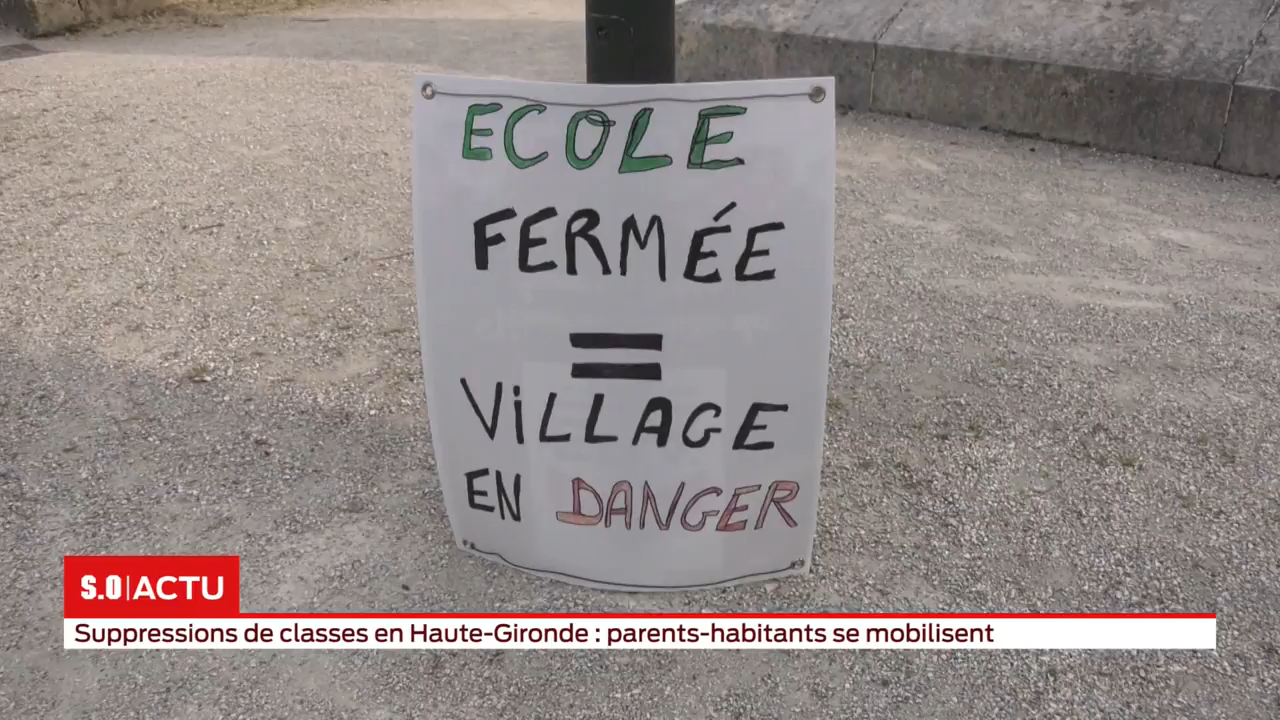 ECOLE
FERMÉE
=
ViLLAGE
EN DANGER
S.O|ACTU
Suppressions de classes en Haute-Gironde : parents-habitants se mobilisent